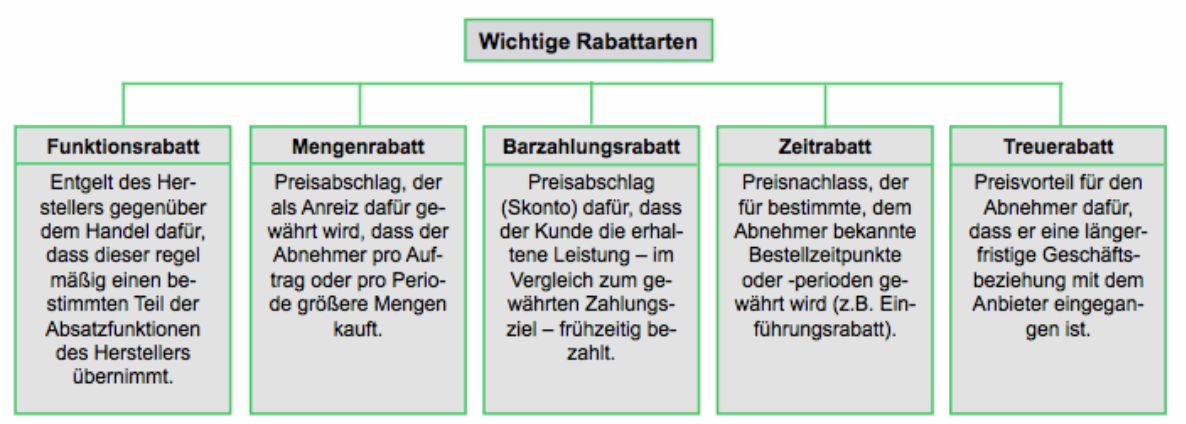 Wichtige Rabattarten
Funktionsrabatt
Entgelt des Her-
stellers gegenüber
dem Handel dafür,
dass dieser regel
mäßig einen be-
stimmten Teil der
Absatzfunktionen
des Herstellers
übernimmt.
Mengenrabatt
Preisabschlag, der
als Anreiz dafür ge-
währt wird, dass der
Abnehmer pro Auf-
trag oder pro Perio-
de größere Mengen
kauft.
Barzahlungsrabatt
Preisabschlag
(Skonto) dafür, dass
der Kunde die erhal-
tene Leistung – im
Vergleich zum ge-
währten Zahlungs-
ziel – frühzeitig be-
zahlt.
Zeitrabatt
Preisnachlass, der
für bestimmte, dem
Abnehmer bekannte
Bestellzeitpunkte
oder -perioden ge-
währt wird (z.B. Ein-
führungsrabatt).
Treuerabatt
Preisvorteil für den
Abnehmer dafür,
dass er eine länger-
fristige Geschäfts-
beziehung mit dem
Anbieter eingegan-
gen ist.